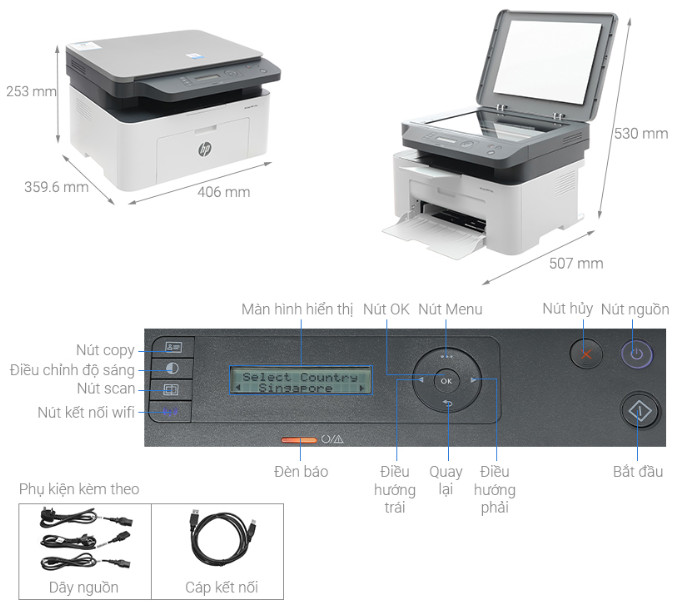 253 mm
359.6 mm
406 mm
hp
530 mm
507 mm
Màn hình hiển thị
Nút OK
Nút Menu
Nút hủy
Nút nguồn
Nút copy
Điều chỉnh độ sáng
Nút scan
Nút kết nối wifi
Select Country
Singapore
OK
Đèn báo
Điều
hướng
trái
Quay
lại
Điều
hướng
phải
Bắt đầu
Phụ kiện kèm theo
Dây nguồn
Cáp kết nối